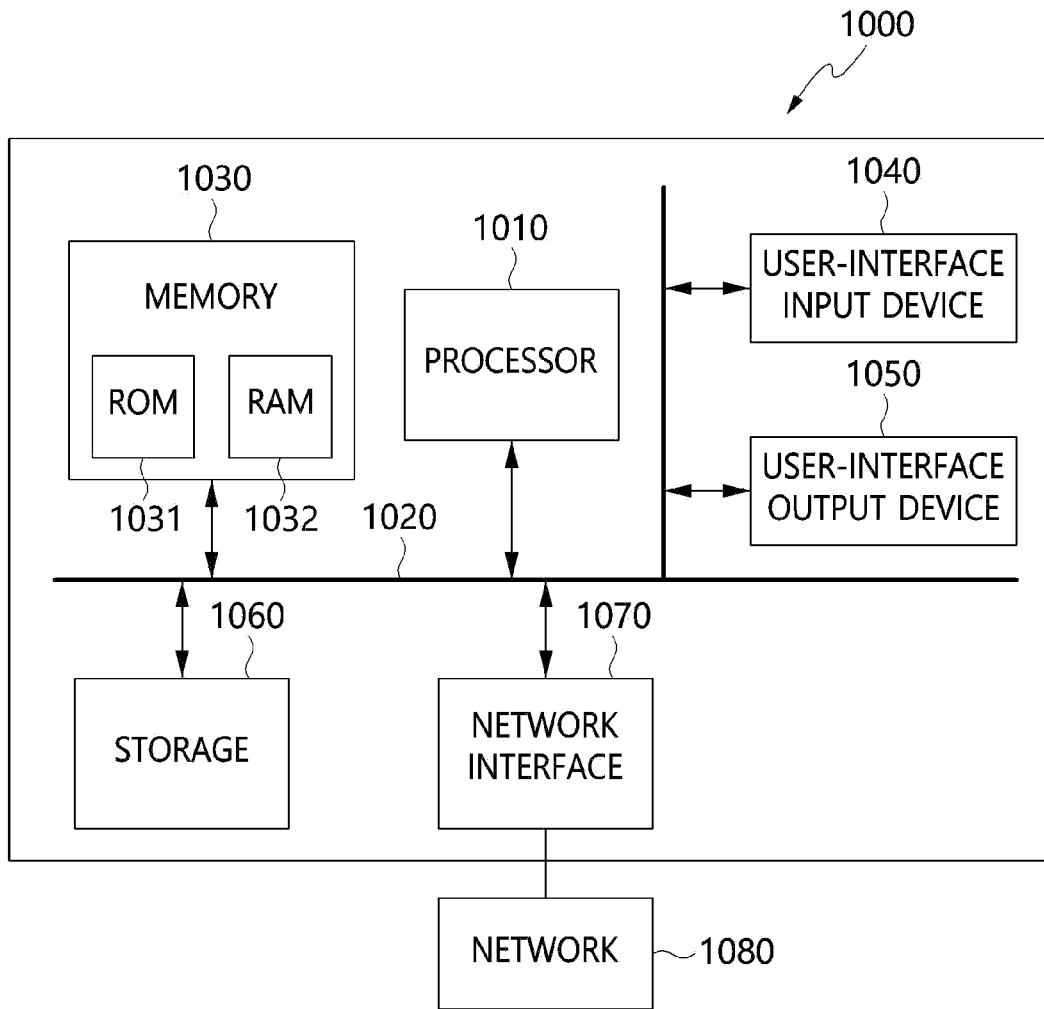 1000
1030
1010
1040
MEMORY
PROCESSOR
USER-INTERFACE
INPUT DEVICE
ROM
RAM
1050
1031
1032
1020
USER-INTERFACE
OUTPUT DEVICE
1060
1070
STORAGE
NETWORK
INTERFACE
NETWORK
1080